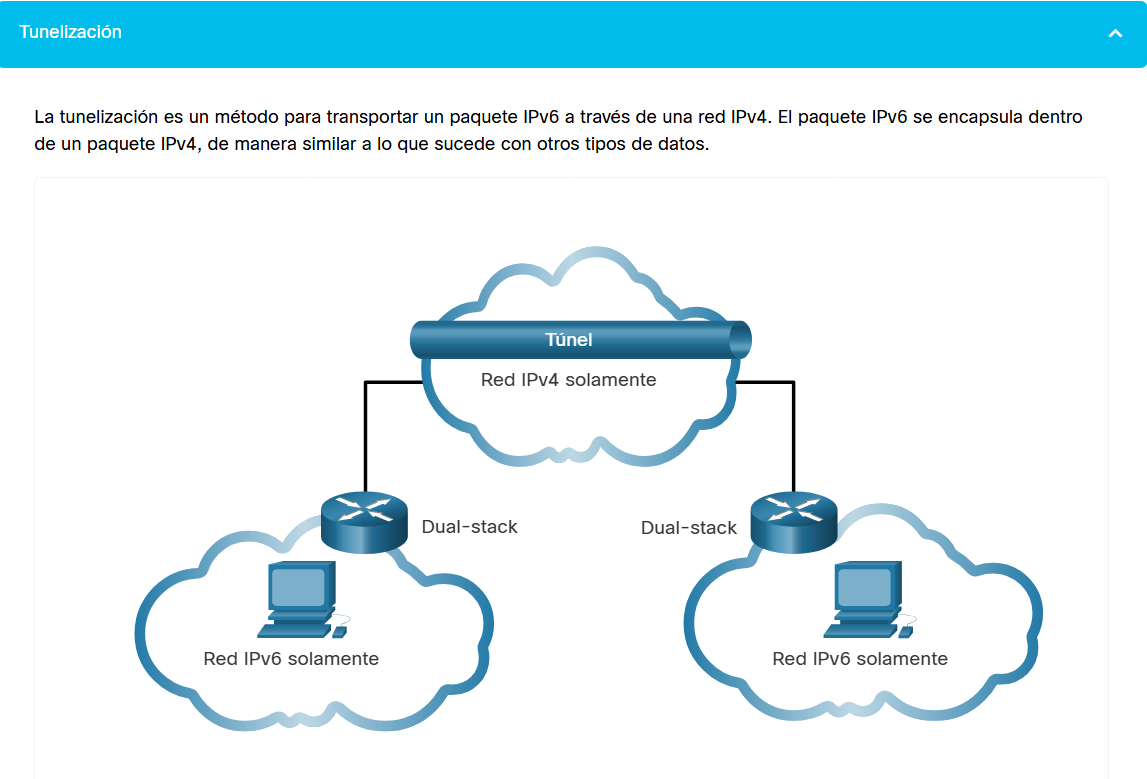 Tunelización
La tunelización es un método para transportar un paquete IPv6 a través de una red IPv4. El paquete IPv6 se encapsula dentro
de un paquete IPv4, de manera similar a lo que sucede con otros tipos de datos.
Túnel
Red IPv4 solamente
Dual-stack
Dual-stack
Red IPv6 solamente
Red IPv6 solamente